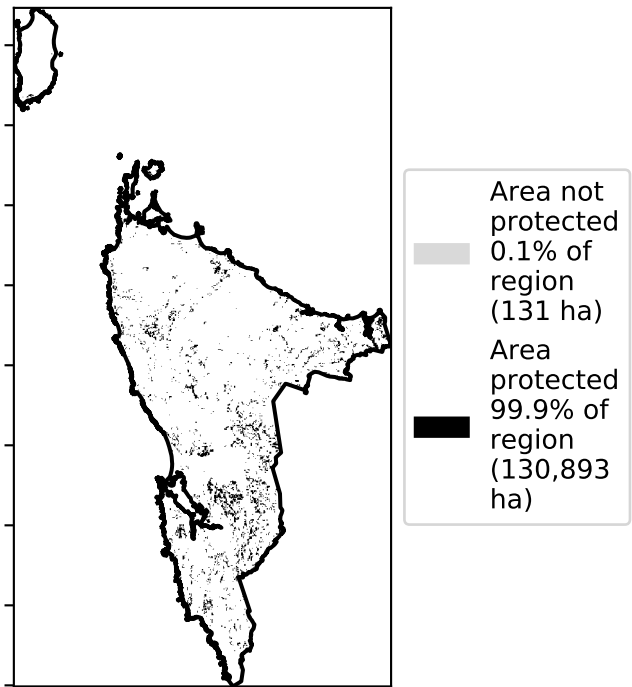 Area not
protected
0.1% of
region
(131 ha)
Area
protected
99.9% of
region
(130,893
ha)